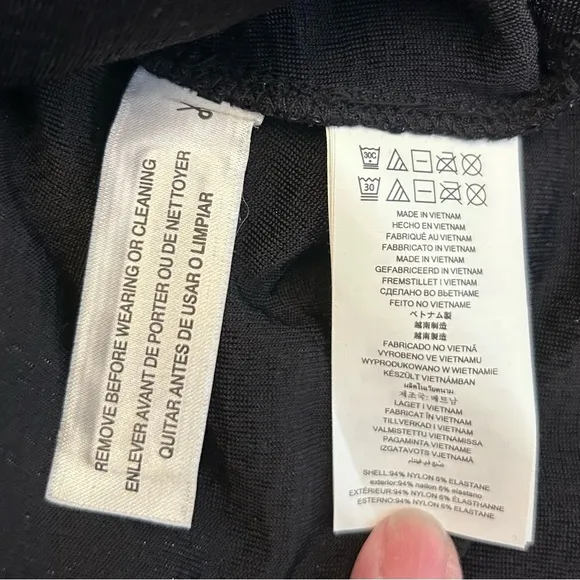 REMOVE BEFORE WEARING OR CLEANING
ENLEVER AVANT DE PORTER OU DE NETTOYER
QUITAR ANTES DE USAR O LIMPIAR
30C
30
MADE IN VIETNAM
HECHO EN VIETNAM
FABRIQUÉ AU VIETNAM
FABBRICATO IN VIETNAM
MADE IN VIETNAM
GEFABRICEERD IN VIETNAM
FREMSTILLET I VIETNAM
СДЕЛАНО ВО ВЬЕТНАМЕ
FEITO NO VIETNAME
ベトナム製
越南制造
越南製造
FABRICADO NO VIETNÃ
VYROBENO VE VIETNAMU
WYPRODUKOWANO W WIETNAMIE
KÉSZÜLT VIETNÁMBAN
ผลิตในเวียดนาม
제조국: 베트남
LAGET I VIETNAM
FABRICAT ÎN VIETNAM
TILLVERKAD I VIETNAM
VALMISTETTU VIETNAMISSA
PAGAMINTA VIETNAME
IZGATAVOTS VJETNAMĀ
صنع في فيتنام
SHELL:94% NYLON 6% ELASTANE
exterior:94% nailon 6% elastano
EXTÉRIEUR:94% NYLON 6% ÉLASTHANNE
ESTERNO:94% NYLON 6% ELASTANE